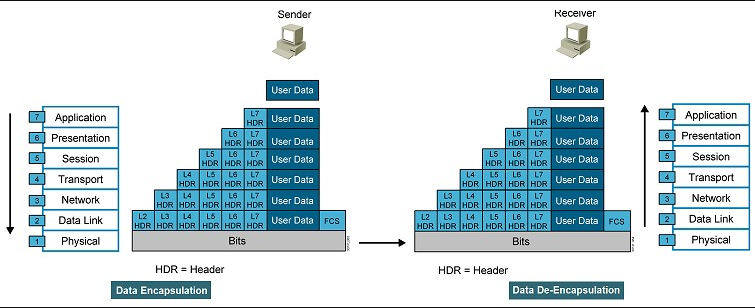 Sender
Receiver
User Data
User Data
7 Application
L7 HDR User Data
L7 HDR User Data
7 Application
6 Presentation
L6 HDR L7 HDR User Data
L6 HDR L7 HDR User Data
6 Presentation
5 Session
L5 HDR L6 HDR L7 HDR User Data
L5 HDR L6 HDR L7 HDR User Data
5 Session
4 Transport
L4 HDR L5 HDR L6 HDR L7 HDR User Data
L4 HDR L5 HDR L6 HDR L7 HDR User Data
4 Transport
3 Network
L3 HDR L4 HDR L5 HDR L6 HDR L7 HDR User Data
L3 HDR L4 HDR L5 HDR L6 HDR L7 HDR User Data
3 Network
2 Data Link
L2 HDR L3 HDR L4 HDR L5 HDR L6 HDR L7 HDR User Data FCS
L2 HDR L3 HDR L4 HDR L5 HDR L6 HDR L7 HDR User Data FCS
2 Data Link
1 Physical
Bits
Bits
1 Physical
HDR = Header
HDR = Header
Data Encapsulation
Data De-Encapsulation